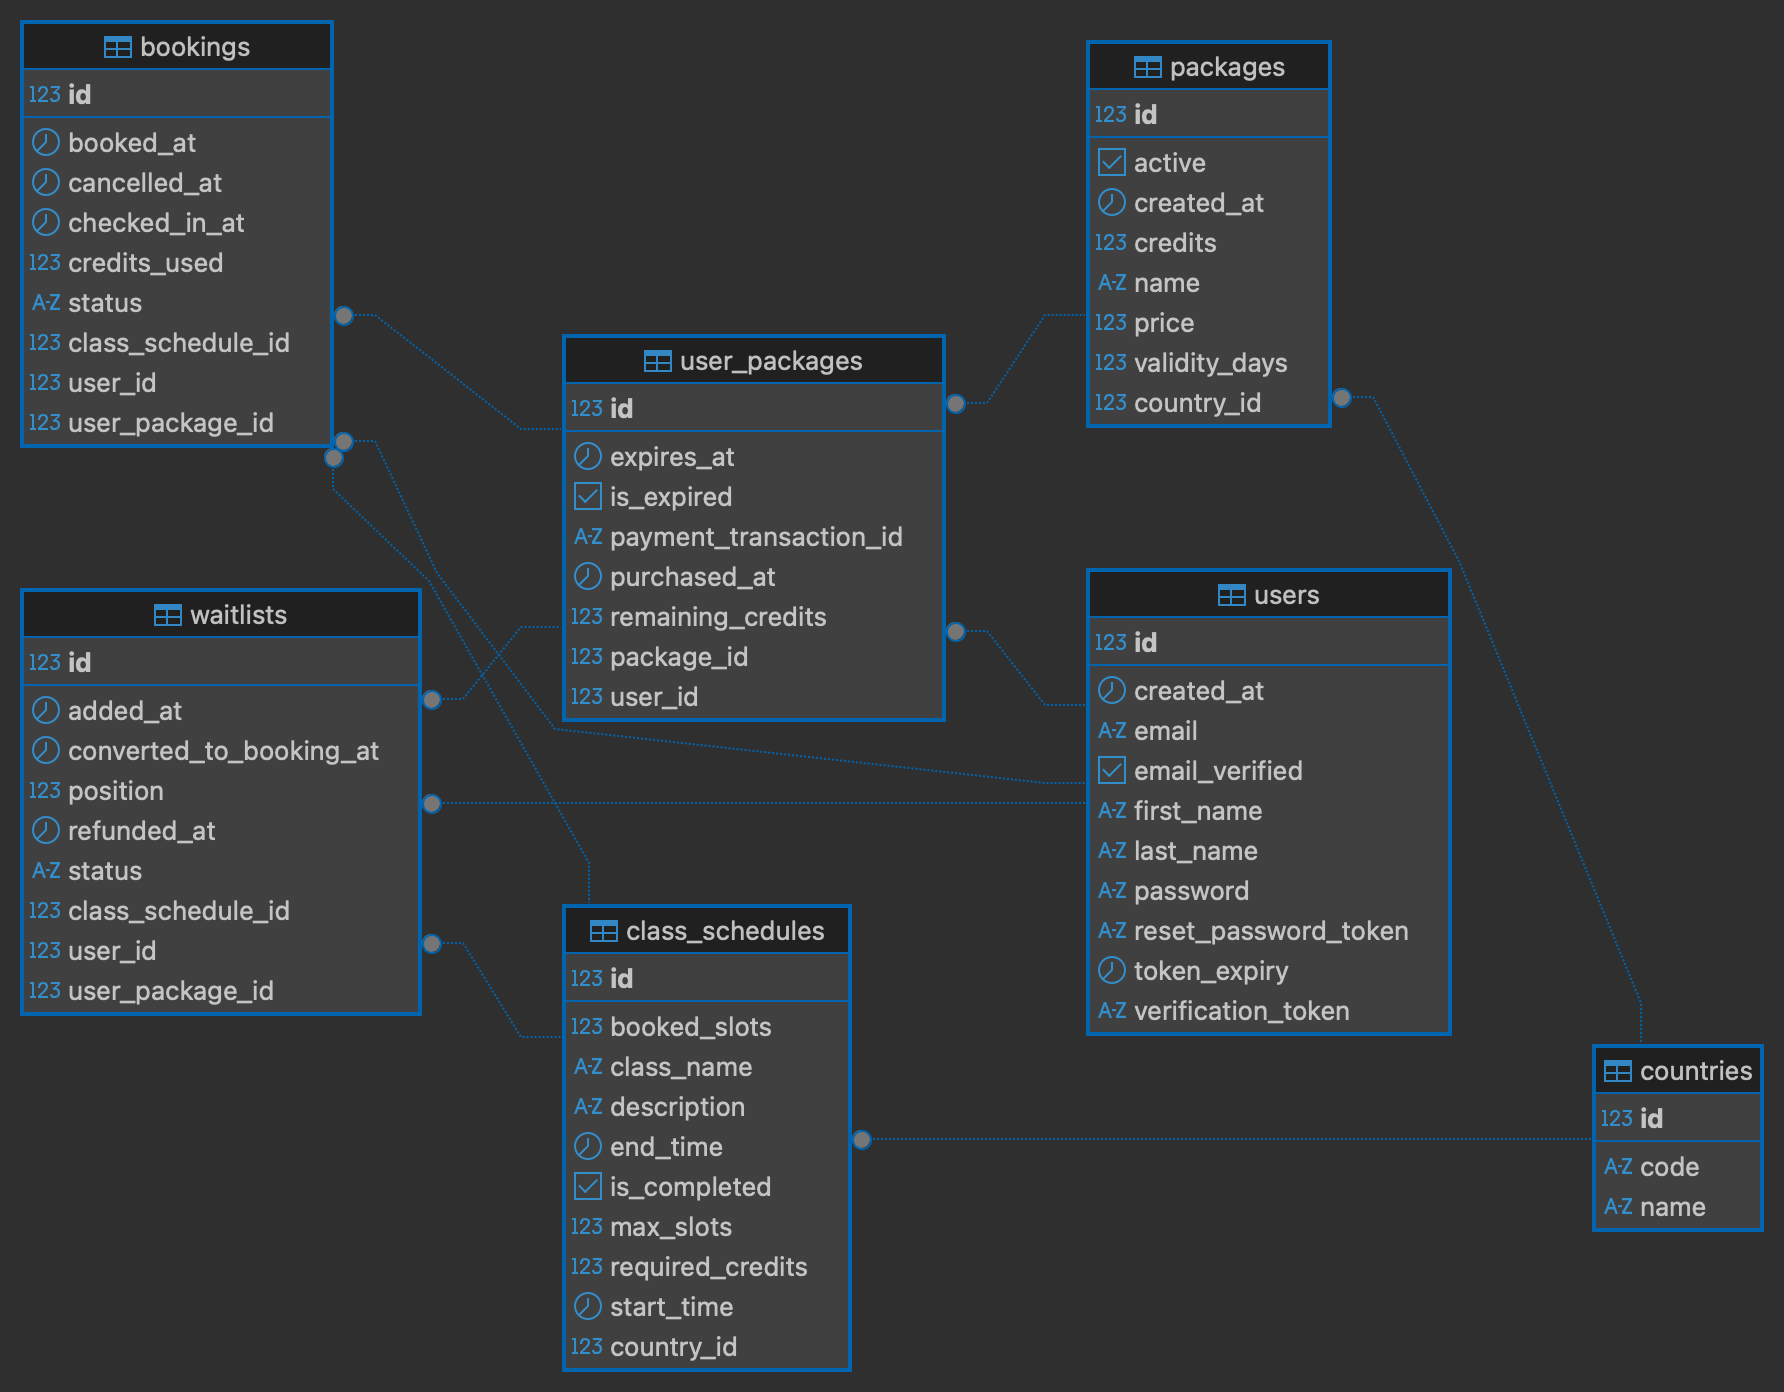 bookings
123 id
booked_at
cancelled_at
checked_in_at
123 credits_used
A-Z status
123 class_schedule_id
123 user_id
123 user_package_id
packages
123 id
active
created_at
123 credits
A-Z name
123 price
123 validity_days
123 country_id
user_packages
123 id
expires_at
is_expired
A-Z payment_transaction_id
purchased_at
123 remaining_credits
123 package_id
123 user_id
waitlists
123 id
added_at
converted_to_booking_at
123 position
refunded_at
A-Z status
123 class_schedule_id
123 user_id
123 user_package_id
users
123 id
created_at
A-Z email
email_verified
A-Z first_name
A-Z last_name
A-Z password
A-Z reset_password_token
token_expiry
A-Z verification_token
class_schedules
123 id
123 booked_slots
A-Z class_name
A-Z description
end_time
is_completed
123 max_slots
123 required_credits
start_time
123 country_id
countries
123 id
A-Z code
A-Z name